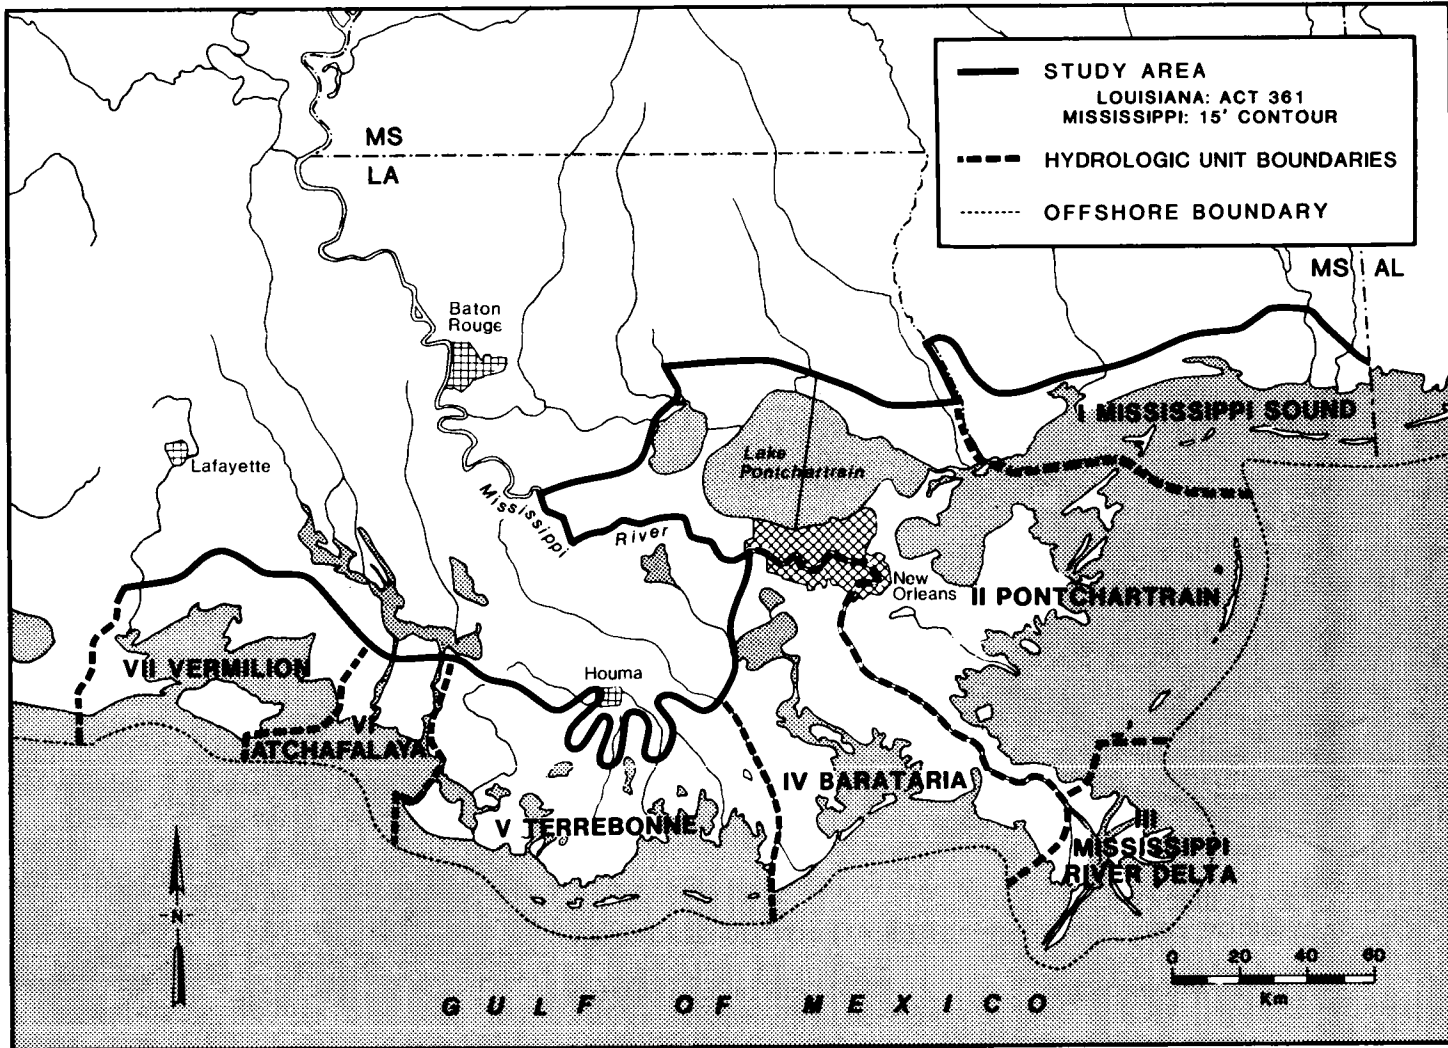 STUDY AREA
LOUISIANA: ACT 361
MISSISSIPPI: 15' CONTOUR
HYDROLOGIC UNIT BOUNDARIES
OFFSHORE BOUNDARY
MS
LA
MS AL
Baton
Rouge
I MISSISSIPPI SOUND
Lake
Pontchartrain
Lafayette
Mississippi
River
New
Orleans
II PONTCHARTRAIN
VII VERMILION
Houma
VI
ATCHAFALAYA
IV BARATARIA
V TERREBONNE
III
MISSISSIPPI
RIVER DELTA
N
0 20 40 60
Km
GULF OF MEXICO